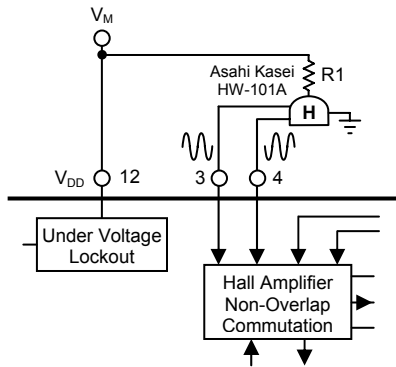 VM
Asahi Kasei
HW-101A
R1
H
VDD
12
3
4
Under Voltage
Lockout
Hall Amplifier
Non-Overlap
Commutation